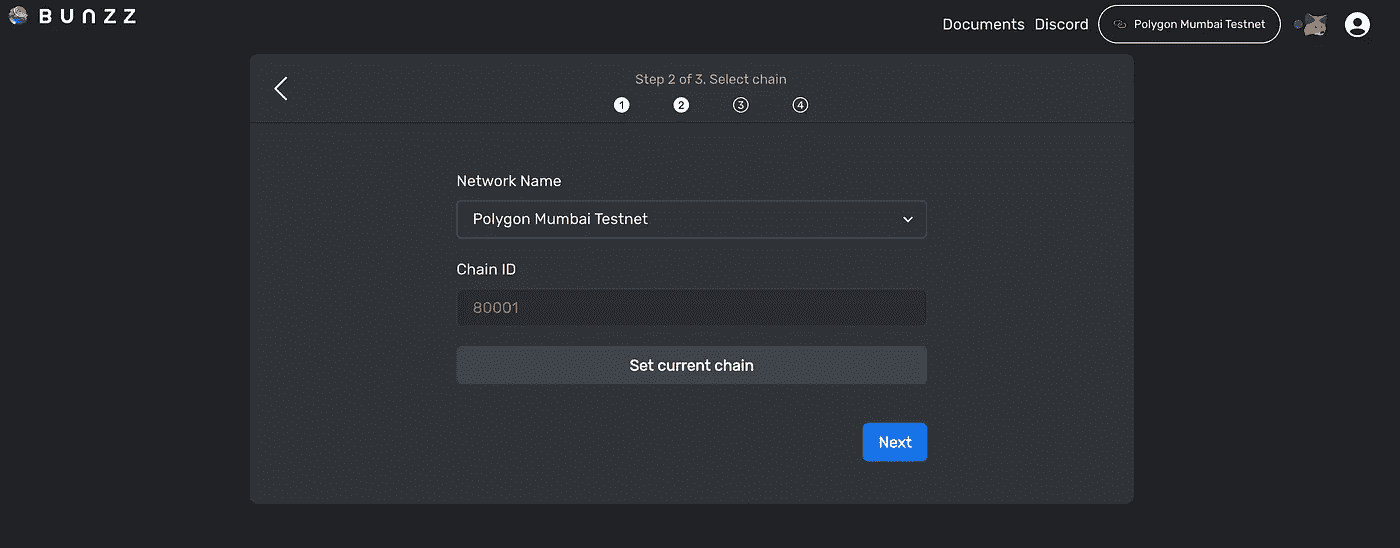 BUNZZ
Documents Discord Polygon Mumbai Testnet
Step 2 of 3. Select chain
1 2 3 4
Network Name
Polygon Mumbai Testnet
Chain ID
80001
Set current chain
Next